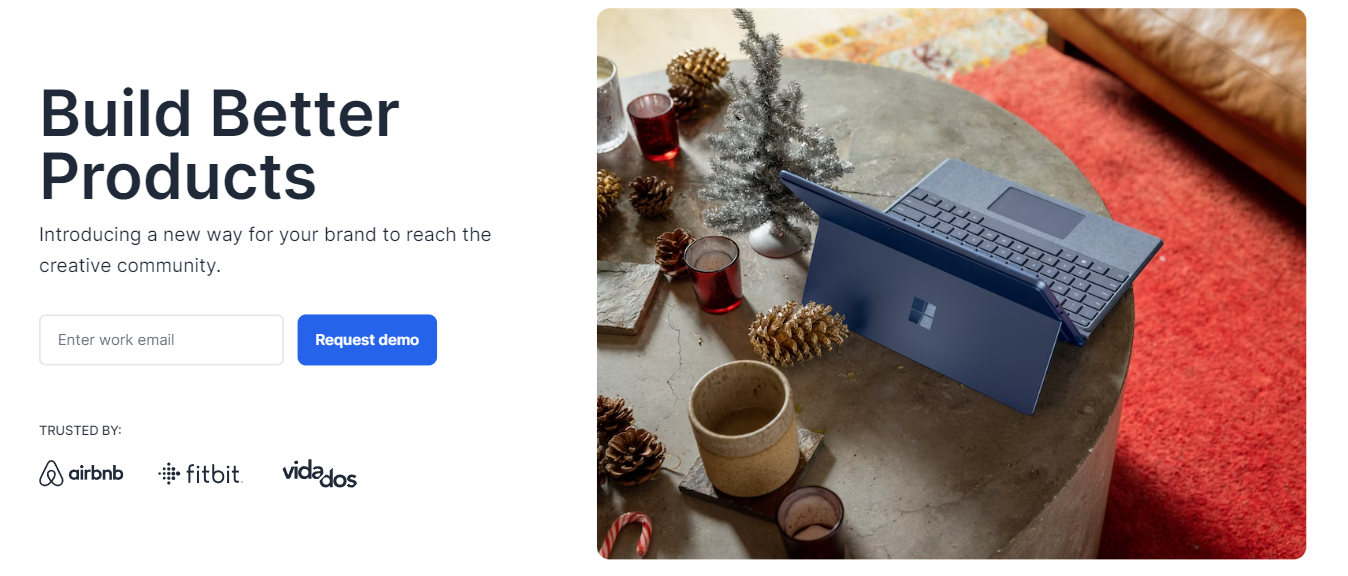 Build Better
Products
Introducing a new way for your brand to reach the
creative community.
Enter work email
Request demo
TRUSTED BY:
airbnb
fitbit
vidados